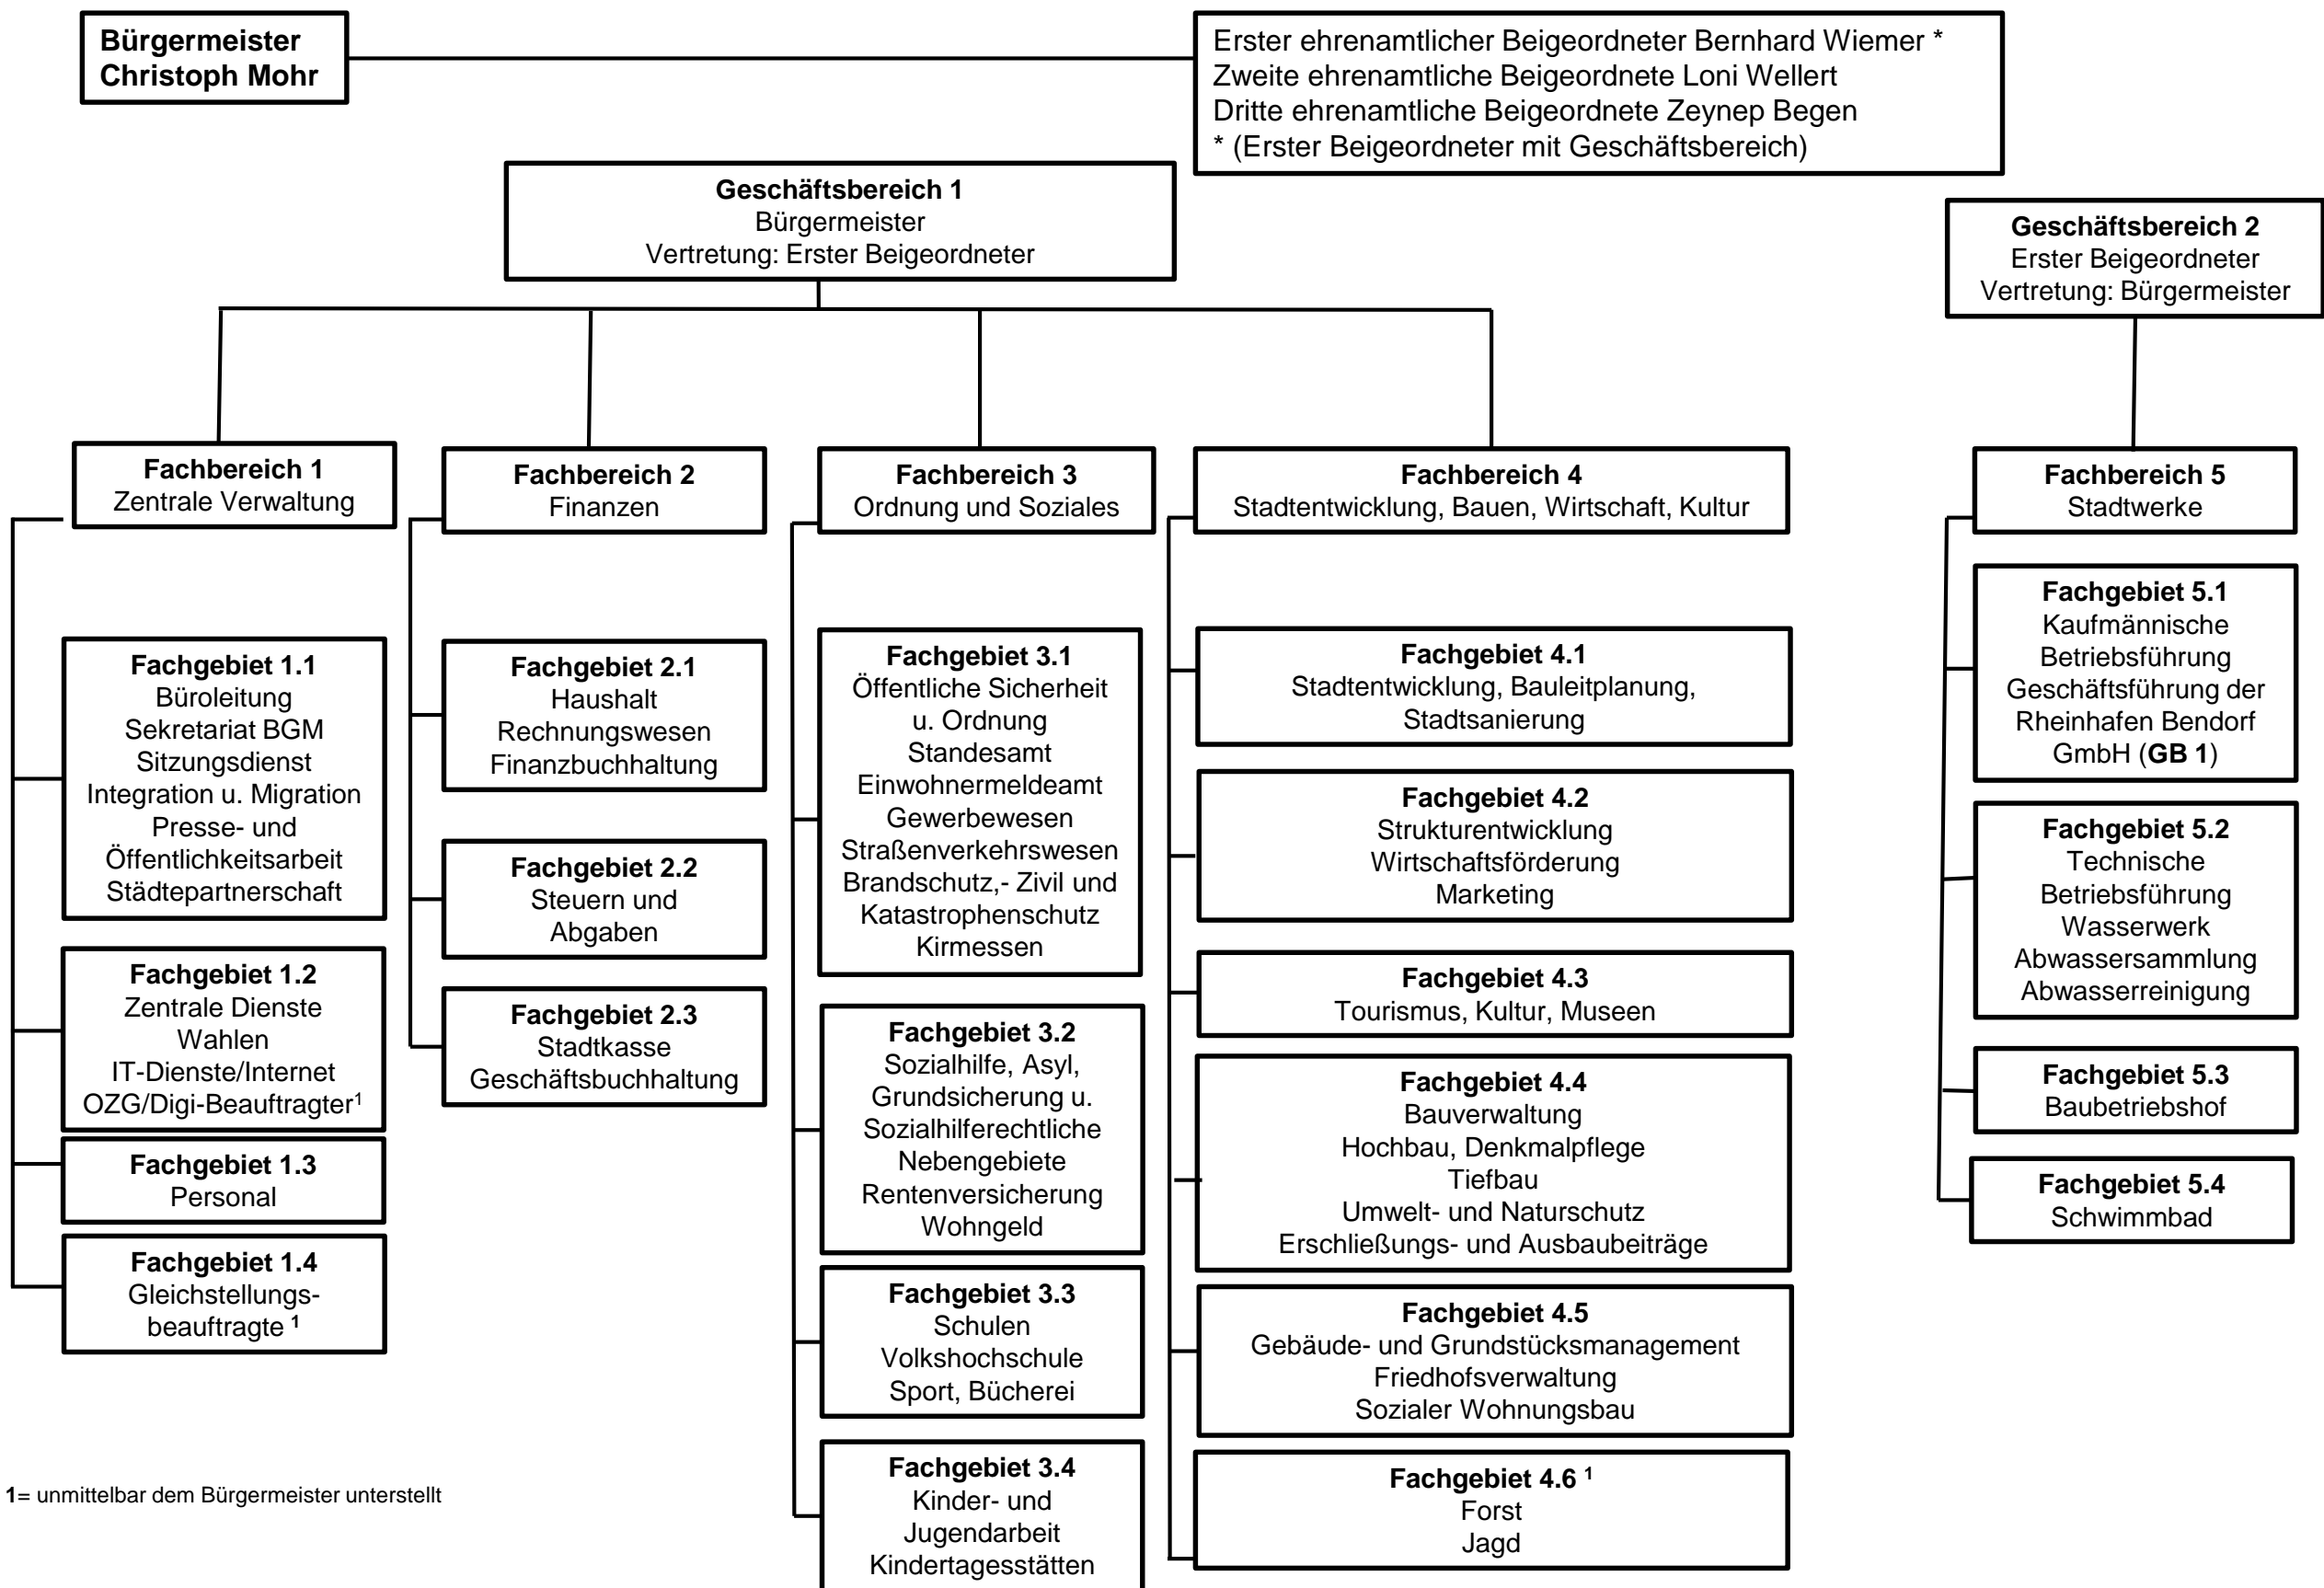 Bürgermeister
Christoph Mohr
Erster ehrenamtlicher Beigeordneter Bernhard Wiemer *
Zweite ehrenamtliche Beigeordnete Loni Wellert
Dritte ehrenamtliche Beigeordnete Zeynep Begen
* (Erster Beigeordneter mit Geschäftsbereich)
Geschäftsbereich 1
Bürgermeister
Vertretung: Erster Beigeordneter
Geschäftsbereich 2
Erster Beigeordneter
Vertretung: Bürgermeister
Fachbereich 1
Zentrale Verwaltung
Fachgebiet 1.1
Büroleitung
Sekretariat BGM
Sitzungsdienst
Integration u. Migration
Presse- und
Öffentlichkeitsarbeit
Städtepartnerschaft
Fachgebiet 1.2
Zentrale Dienste
Wahlen
IT-Dienste/Internet
OZG/Digi-Beauftragter¹
Fachgebiet 1.3
Personal
Fachgebiet 1.4
Gleichstellungs-
beauftragte ¹
Fachbereich 2
Finanzen
Fachgebiet 2.1
Haushalt
Rechnungswesen
Finanzbuchhaltung
Fachgebiet 2.2
Steuern und
Abgaben
Fachgebiet 2.3
Stadtkasse
Geschäftsbuchhaltung
Fachbereich 3
Ordnung und Soziales
Fachgebiet 3.1
Öffentliche Sicherheit
u. Ordnung
Standesamt
Einwohnermeldeamt
Gewerbewesen
Straßenverkehrswesen
Brandschutz,- Zivil und
Katastrophenschutz
Kirmessen
Fachgebiet 3.2
Sozialhilfe, Asyl,
Grundsicherung u.
Sozialhilferechtliche
Nebengebiete
Rentenversicherung
Wohngeld
Fachgebiet 3.3
Schulen
Volkshochschule
Sport, Bücherei
Fachgebiet 3.4
Kinder- und
Jugendarbeit
Kindertagesstätten
Fachbereich 4
Stadtentwicklung, Bauen, Wirtschaft, Kultur
Fachgebiet 4.1
Stadtentwicklung, Bauleitplanung,
Stadtsanierung
Fachgebiet 4.2
Strukturentwicklung
Wirtschaftsförderung
Marketing
Fachgebiet 4.3
Tourismus, Kultur, Museen
Fachgebiet 4.4
Bauverwaltung
Hochbau, Denkmalpflege
Tiefbau
Umwelt- und Naturschutz
Erschließungs- und Ausbaubeiträge
Fachgebiet 4.5
Gebäude- und Grundstücksmanagement
Friedhofsverwaltung
Sozialer Wohnungsbau
Fachgebiet 4.6 ¹
Forst
Jagd
Fachbereich 5
Stadtwerke
Fachgebiet 5.1
Kaufmännische
Betriebsführung
Geschäftsführung der
Rheinhafen Bendorf
GmbH (GB 1)
Fachgebiet 5.2
Technische
Betriebsführung
Wasserwerk
Abwassersammlung
Abwasserreinigung
Fachgebiet 5.3
Baubetriebshof
Fachgebiet 5.4
Schwimmbad
1= unmittelbar dem Bürgermeister unterstellt